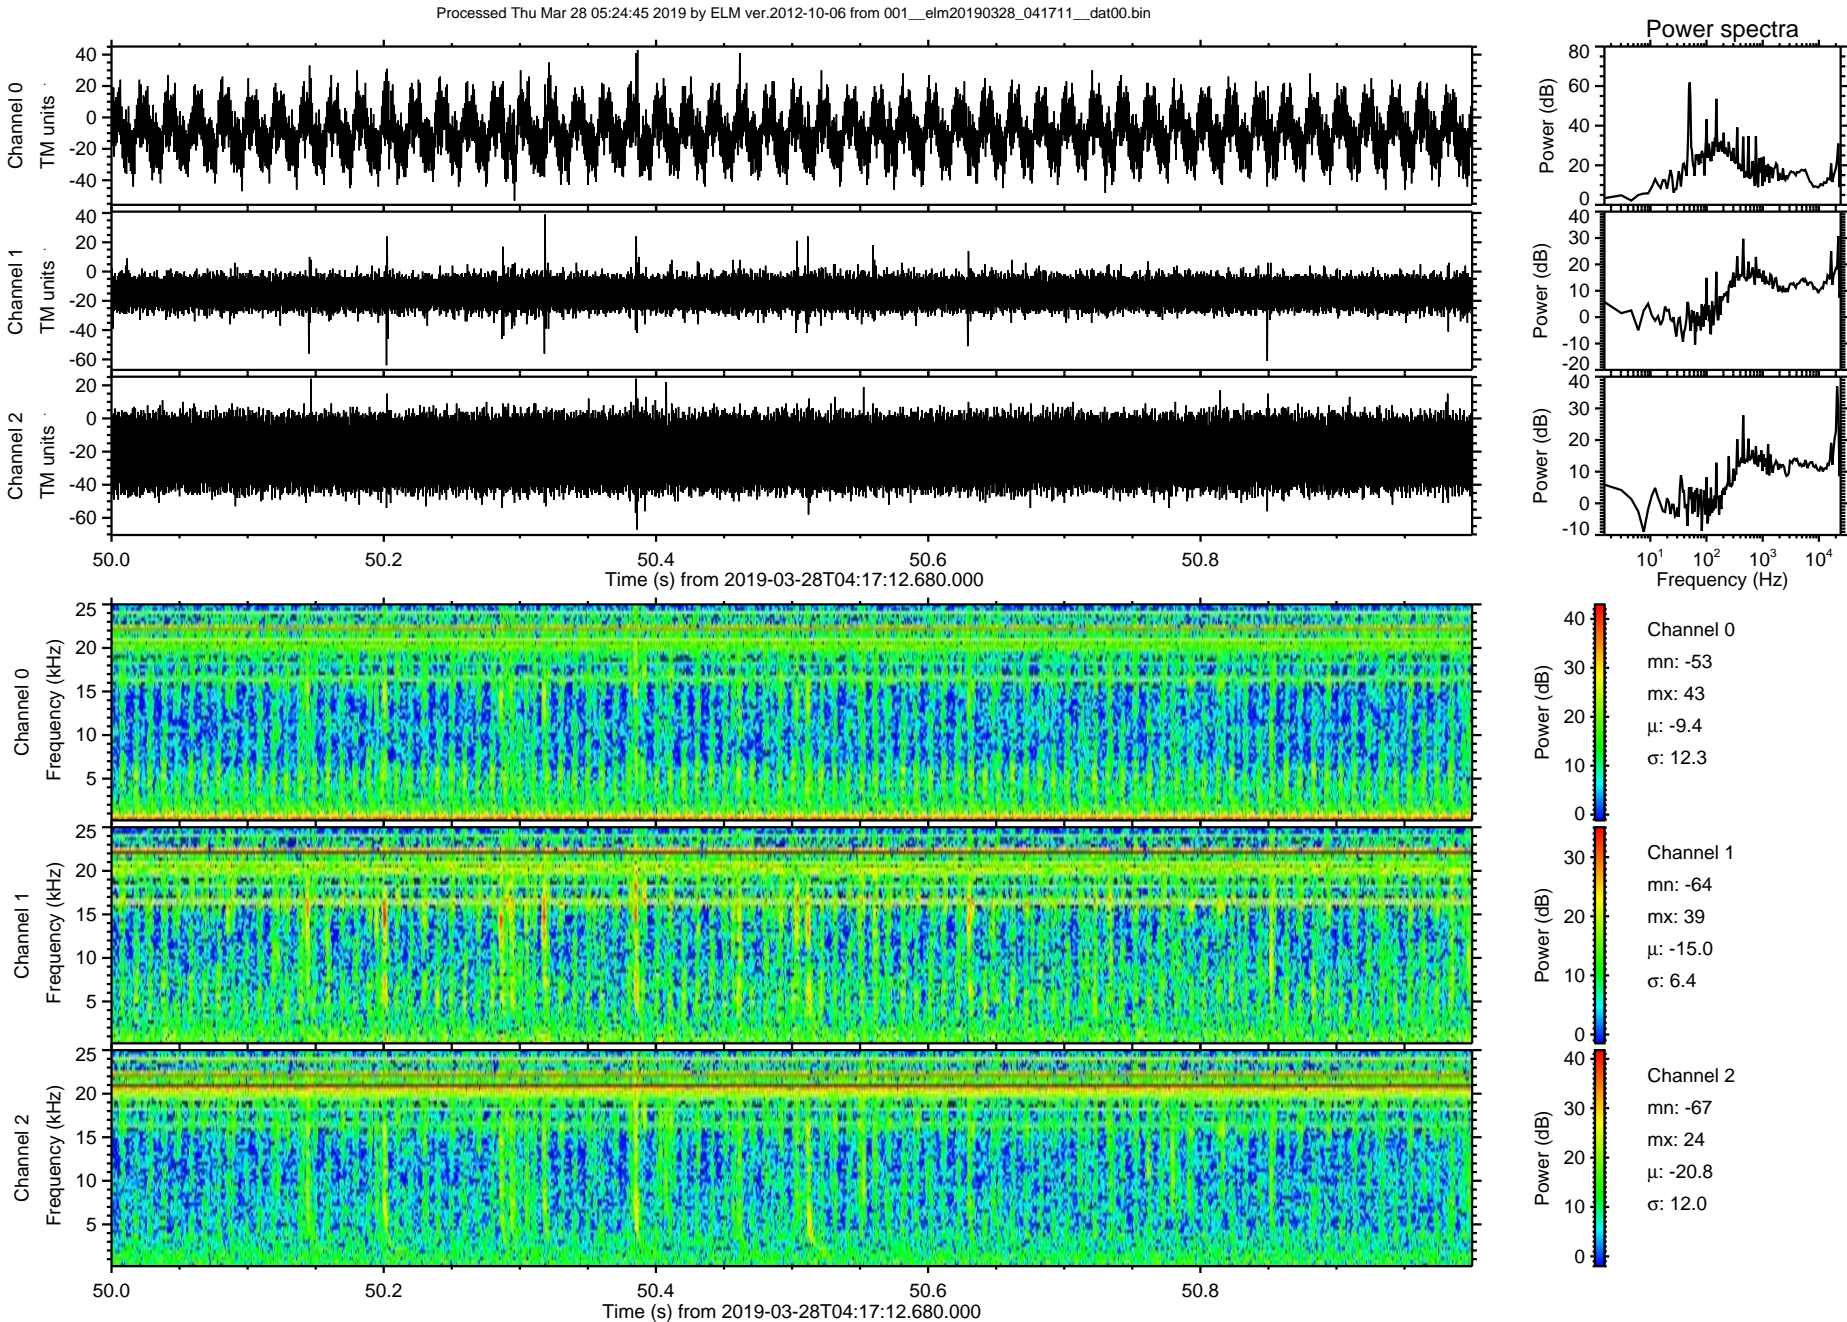 Processed Thu Mar 28 05:24:45 2019 by ELM ver.2012-10-06 from 001__elm20190328_041711__dat00.bin
Power spectra
Channel 0
TM units
40
20
0
-20
-40
Power (dB)
80
60
40
20
0
Channel 1
TM units
40
20
0
-20
-40
-60
Power (dB)
40
30
20
10
0
-10
-20
Channel 2
TM units
20
0
-20
-40
-60
Power (dB)
40
30
20
10
0
-10
50.0 50.2 50.4 50.6 50.8
Time (s) from 2019-03-28T04:17:12.680.000
10^1 10^2 10^3 10^4
Frequency (Hz)
Channel 0
Frequency (kHz)
25
20
15
10
5
Power (dB)
40
30
20
10
0
Channel 0
mn: -53
mx: 43
μ: -9.4
σ: 12.3
Channel 1
Frequency (kHz)
25
20
15
10
5
Power (dB)
30
20
10
0
Channel 1
mn: -64
mx: 39
μ: -15.0
σ: 6.4
Channel 2
Frequency (kHz)
25
20
15
10
5
Power (dB)
40
30
20
10
0
Channel 2
mn: -67
mx: 24
μ: -20.8
σ: 12.0
50.0 50.2 50.4 50.6 50.8
Time (s) from 2019-03-28T04:17:12.680.000